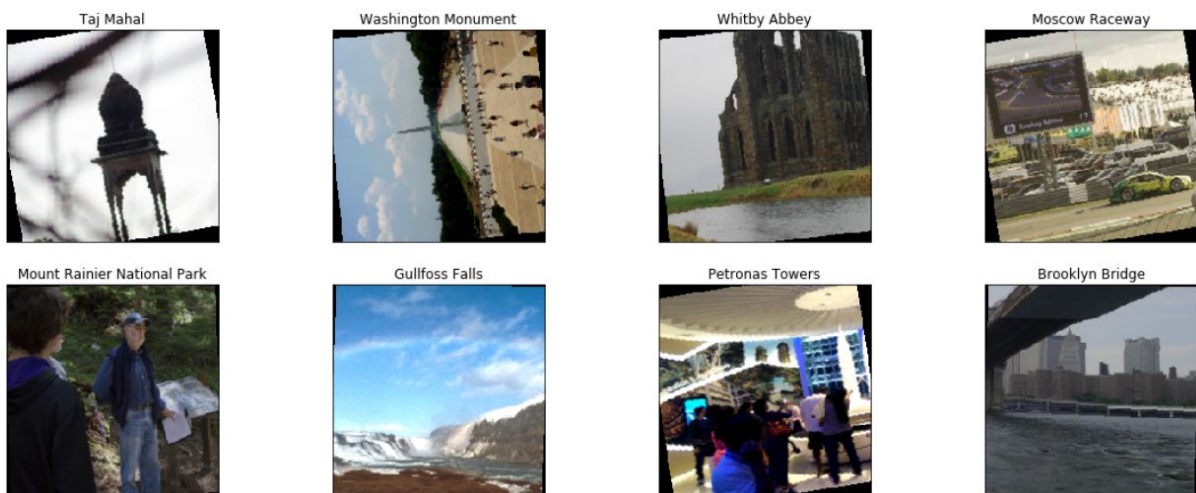 Taj Mahal
Washington Monument
Whitby Abbey
Moscow Raceway
Mount Rainier National Park
Gullfoss Falls
Petronas Towers
Brooklyn Bridge